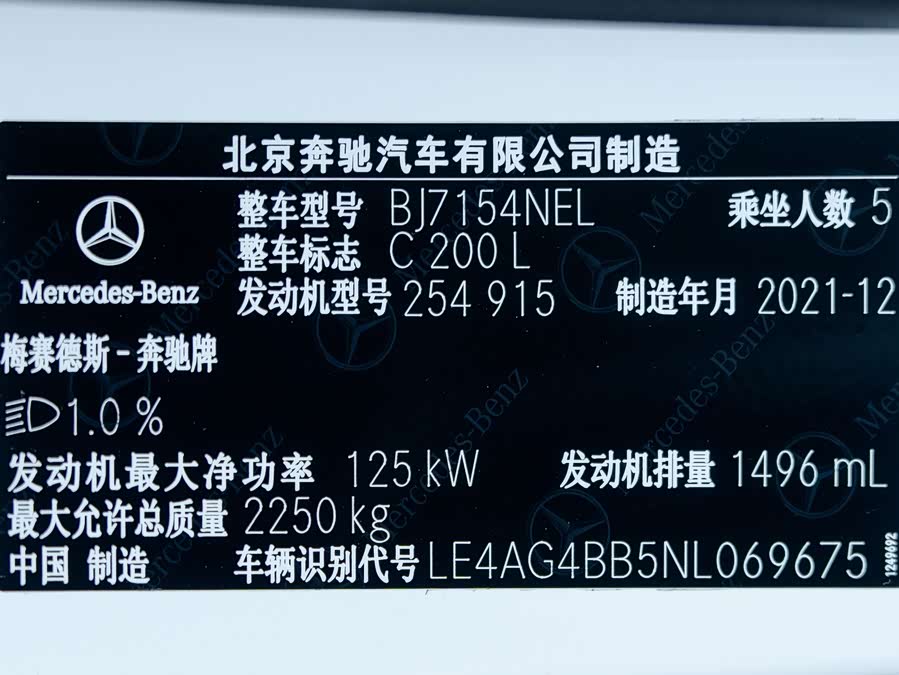 北京奔驰汽车有限公司制造
整车型号 BJ7154NEL 乘坐人数 5
整车标志 C 200 L
发动机型号 254 915 制造年月 2021-12
Mercedes-Benz
梅赛德斯-奔驰牌
1.0 %
发动机最大净功率 125 kW 发动机排量 1496 mL
最大允许总质量 2250 kg
中国 制造 车辆识别代号 LE4AG4BB5NL069675
1249692